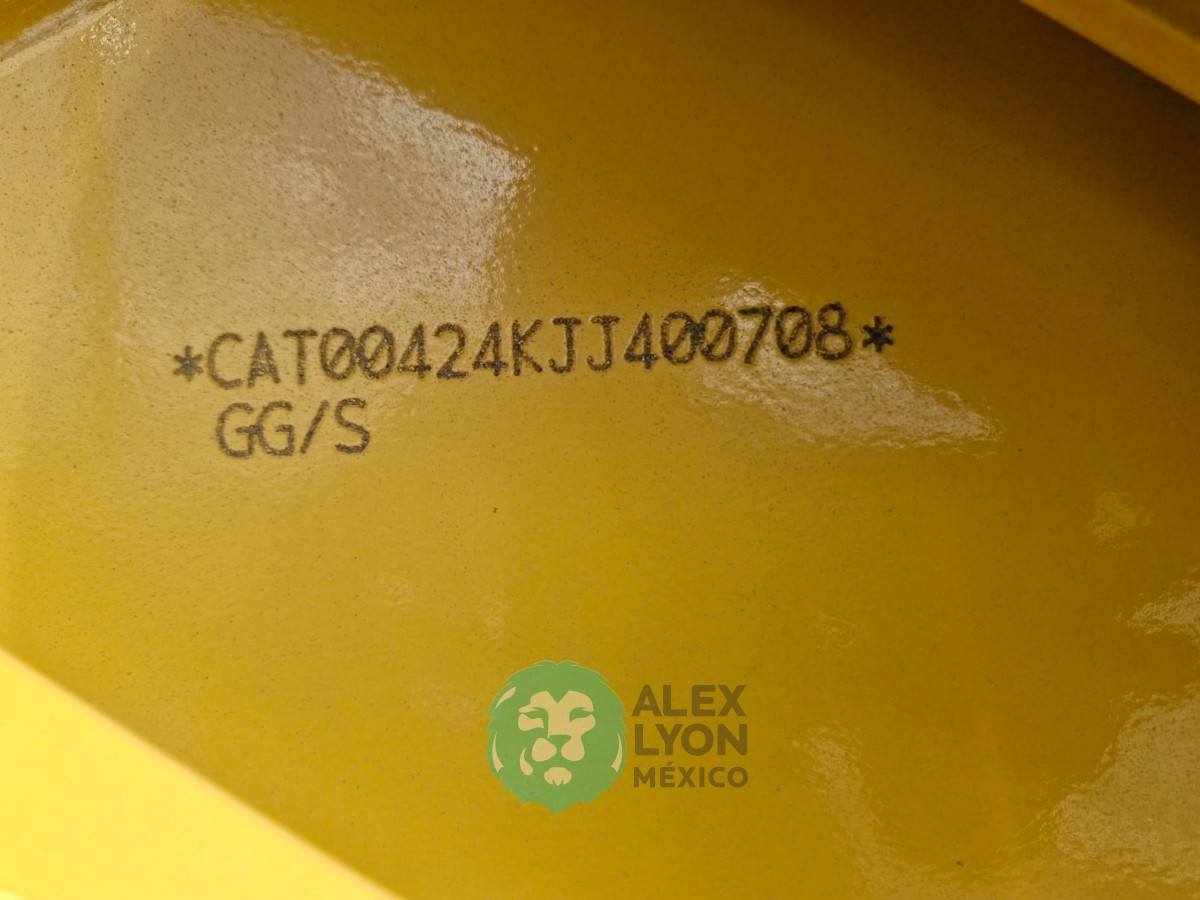 *CAT00424KJJ400708*
GG/S
ALEX
LYON
MÉXICO